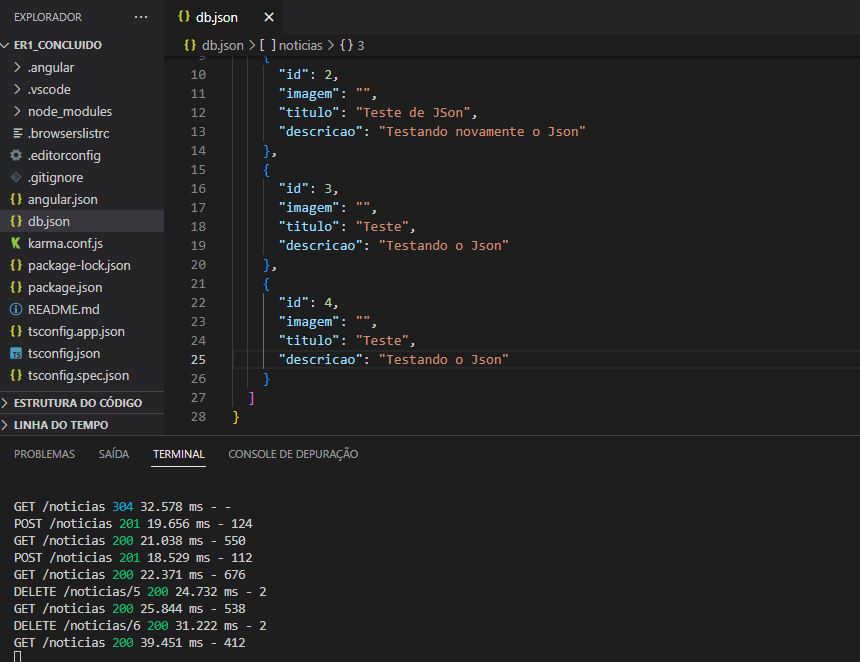 EXPLORADOR ...
ER1_CONCLUIDO
.angular
.vscode
node_modules
.browserslistrc
.editorconfig
.gitignore
{} angular.json
{} db.json
karma.conf.js
{} package-lock.json
{} package.json
README.md
{} tsconfig.app.json
TS tsconfig.json
{} tsconfig.spec.json
ESTRUTURA DO CÓDIGO
LINHA DO TEMPO
{} db.json ×
{} db.json > [ ] noticias > {} 3
9 {
10 "id": 2,
11 "imagem": "",
12 "titulo": "Teste de JSon",
13 "descricao": "Testando novamente o Json"
14 },
15 {
16 "id": 3,
17 "imagem": "",
18 "titulo": "Teste",
19 "descricao": "Testando o Json"
20 },
21 {
22 "id": 4,
23 "imagem": "",
24 "titulo": "Teste",
25 "descricao": "Testando o Json"
26 }
27 ]
28 }
PROBLEMAS SAÍDA TERMINAL CONSOLE DE DEPURAÇÃO
GET /noticias 304 32.578 ms - -
POST /noticias 201 19.656 ms - 124
GET /noticias 200 21.038 ms - 550
POST /noticias 201 18.529 ms - 112
GET /noticias 200 22.371 ms - 676
DELETE /noticias/5 200 24.732 ms - 2
GET /noticias 200 25.844 ms - 538
DELETE /noticias/6 200 31.222 ms - 2
GET /noticias 200 39.451 ms - 412